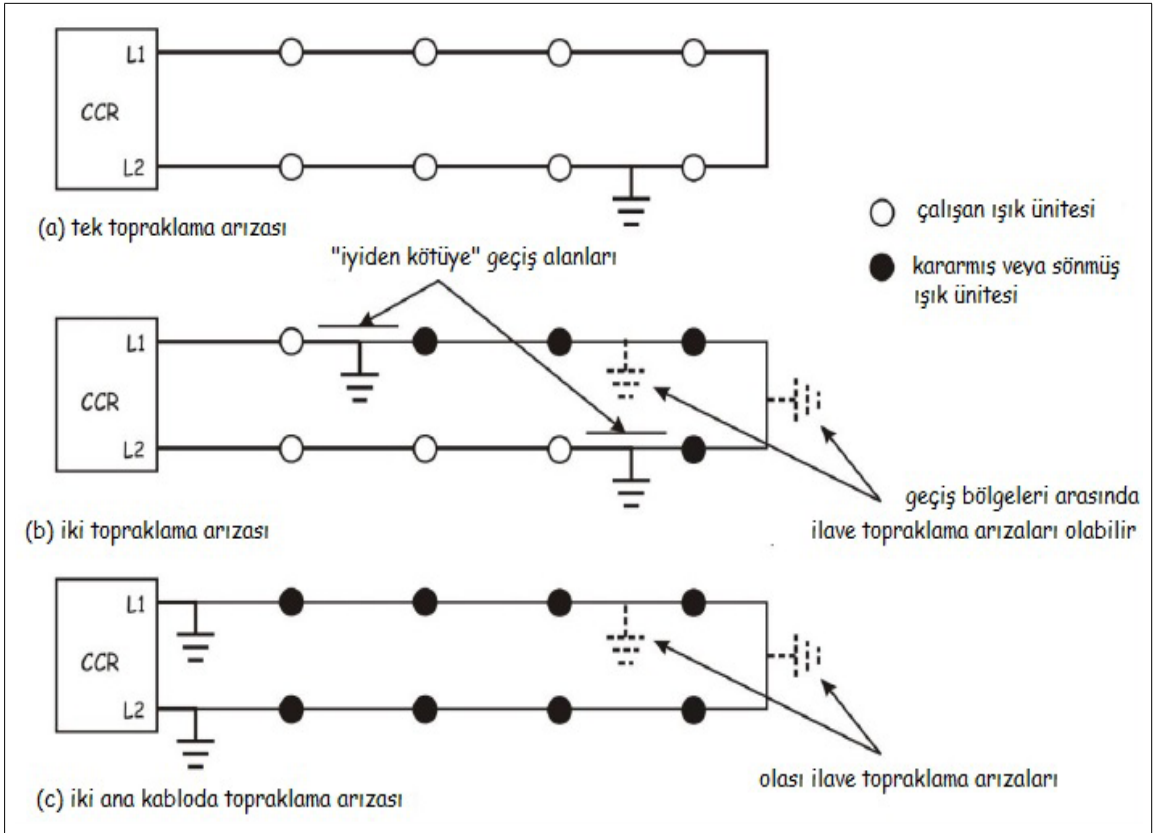 L1
CCR
L2
(a) tek topraklama arızası
çalışan ışık ünitesi
kararmış veya sönmüş
ışık ünitesi
"iyiden kötüye" geçiş alanları
L1
CCR
L2
geçiş bölgeleri arasında
ilave topraklama arızaları olabilir
(b) iki topraklama arızası
L1
CCR
L2
olası ilave topraklama arızaları
(c) iki ana kabloda topraklama arızası